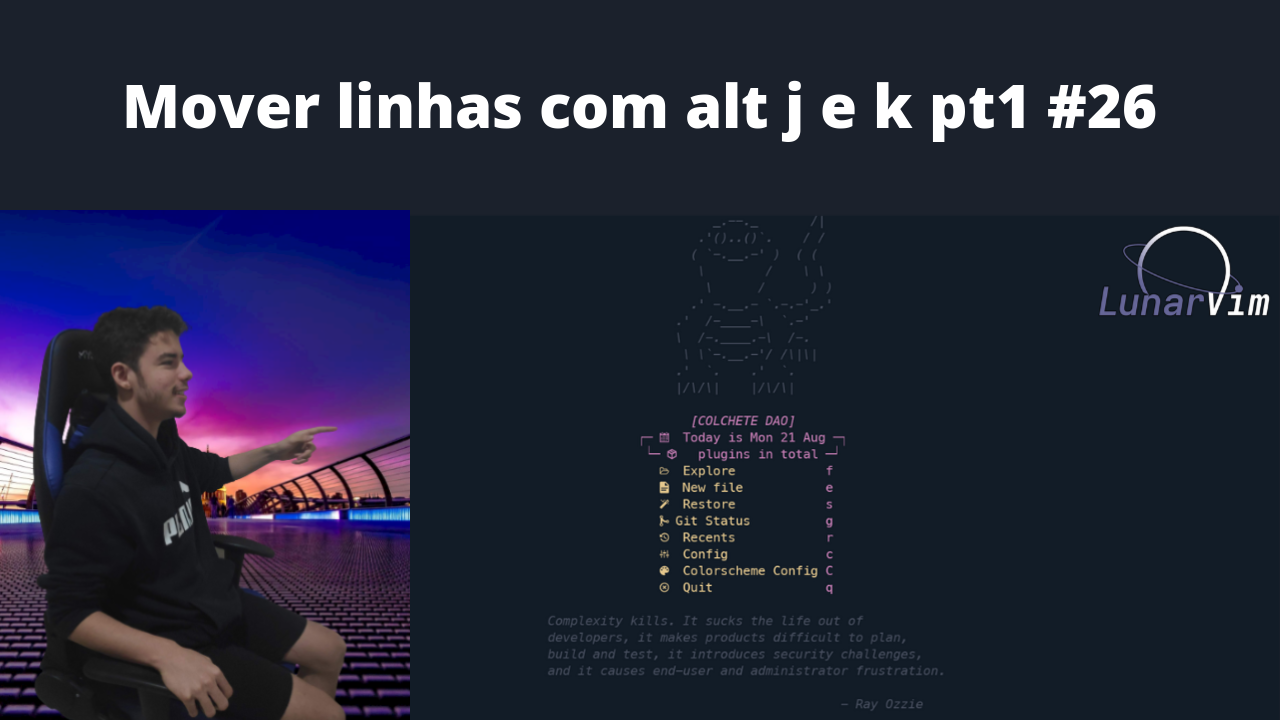 Mover linhas com alt j e k pt1 #26
LunarVim
[COLCHETE DAO]
Today is Mon 21 Aug
plugins in total
Explore f
New file e
Restore s
Git Status g
Recents r
Config c
Colorscheme Config C
Quit q
Complexity kills. It sucks the life out of
developers, it makes products difficult to plan,
build and test, it introduces security challenges,
and it causes end-user and administrator frustration.
— Ray Ozzie